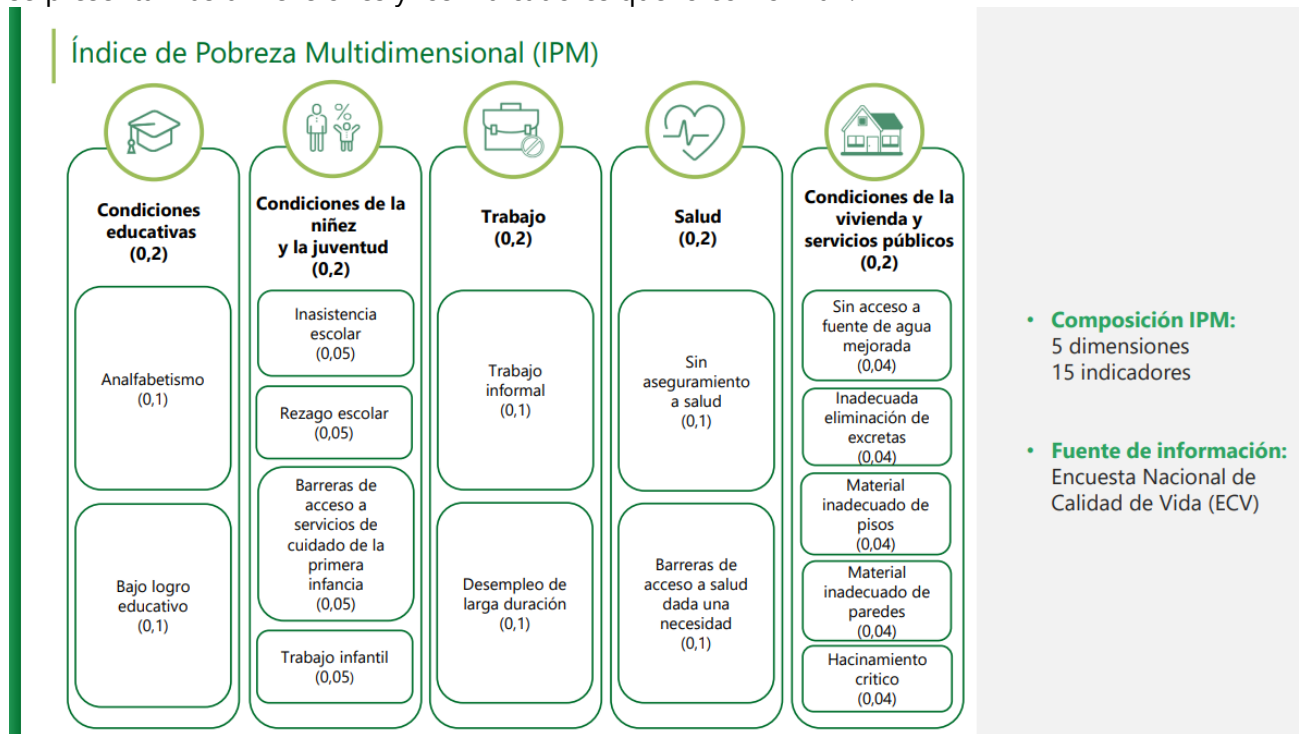 Índice de Pobreza Multidimensional (IPM)
%
Condiciones
educativas
(0,2)
Analfabetismo
(0,1)
Bajo logro
educativo
(0,1)
Condiciones de la
niñez
y la juventud
(0,2)
Inasistencia
escolar
(0,05)
Rezago escolar
(0,05)
Barreras de
acceso a
servicios de
cuidado de la
primera
infancia
(0,05)
Trabajo infantil
(0,05)
Trabajo
(0,2)
Trabajo
informal
(0,1)
Desempleo de
larga duración
(0,1)
Salud
(0,2)
Sin
aseguramiento
a salud
(0,1)
Barreras de
acceso a salud
dada una
necesidad
(0,1)
Condiciones de la
vivienda y
servicios públicos
(0,2)
Sin acceso a
fuente de agua
mejorada
(0,04)
Inadecuada
eliminación de
excretas
(0,04)
Material
inadecuado de
pisos
(0,04)
Material
inadecuado de
paredes
(0,04)
Hacinamiento
critico
(0,04)
• Composición IPM:
5 dimensiones
15 indicadores
• Fuente de información:
Encuesta Nacional de
Calidad de Vida (ECV)